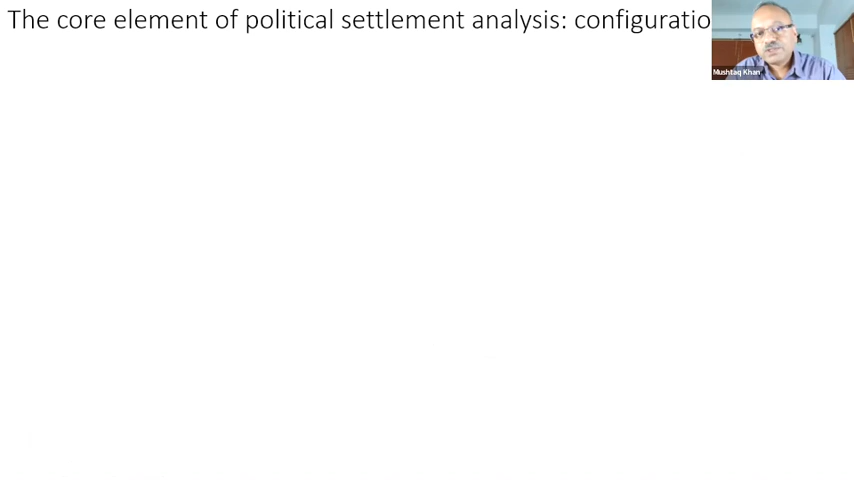 The core element of political settlement analysis: configuratio
Mushtaq Khan